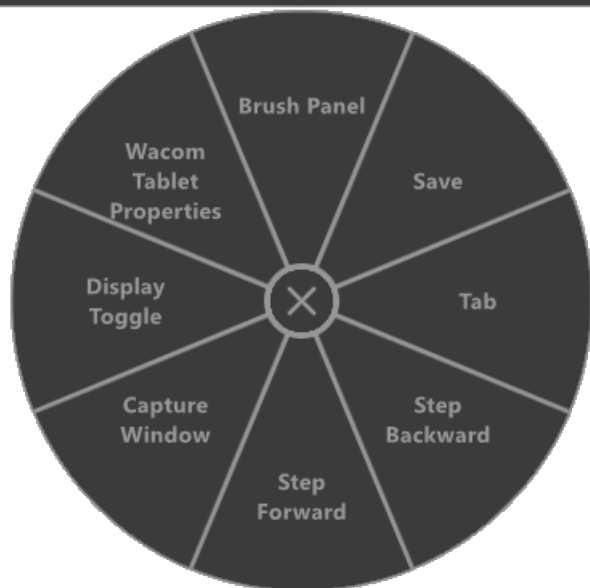 Brush Panel
Save
Tab
Step
Backward
Step
Forward
Capture
Window
Display
Toggle
Wacom
Tablet
Properties